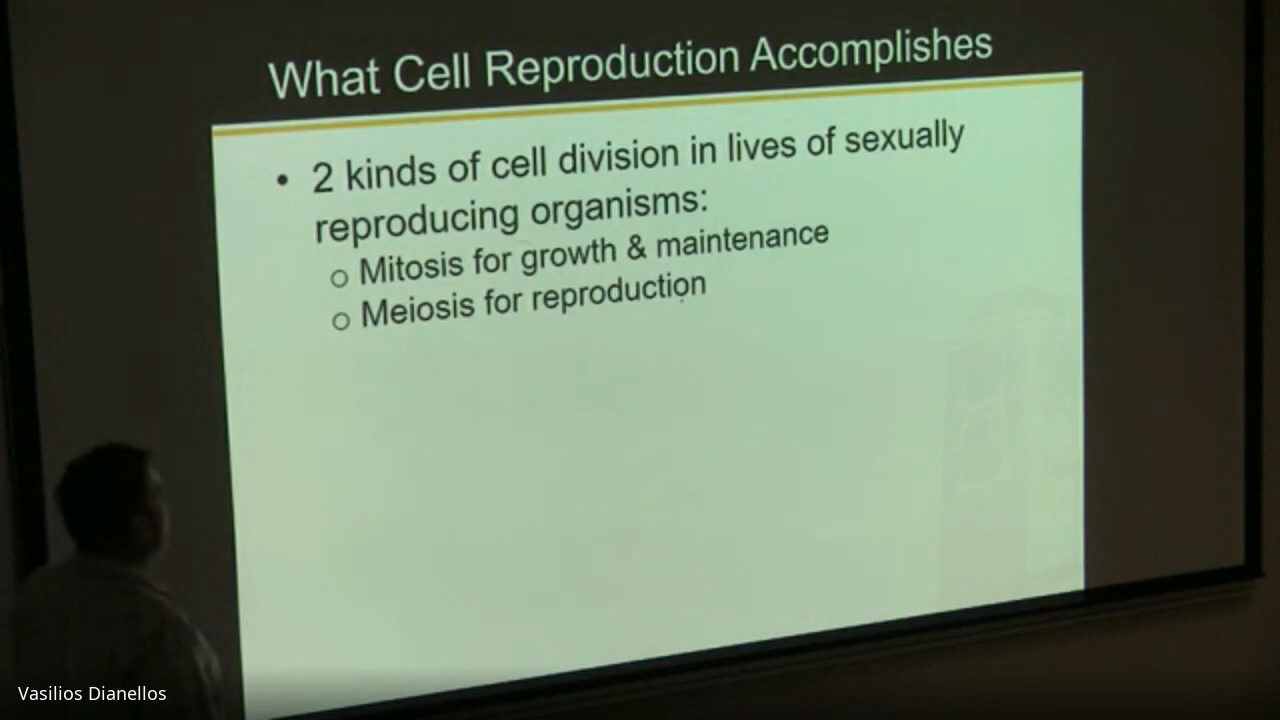 What Cell Reproduction Accomplishes
• 2 kinds of cell division in lives of sexually
reproducing organisms:
o Mitosis for growth & maintenance
o Meiosis for reproduction
Vasilios Dianellos